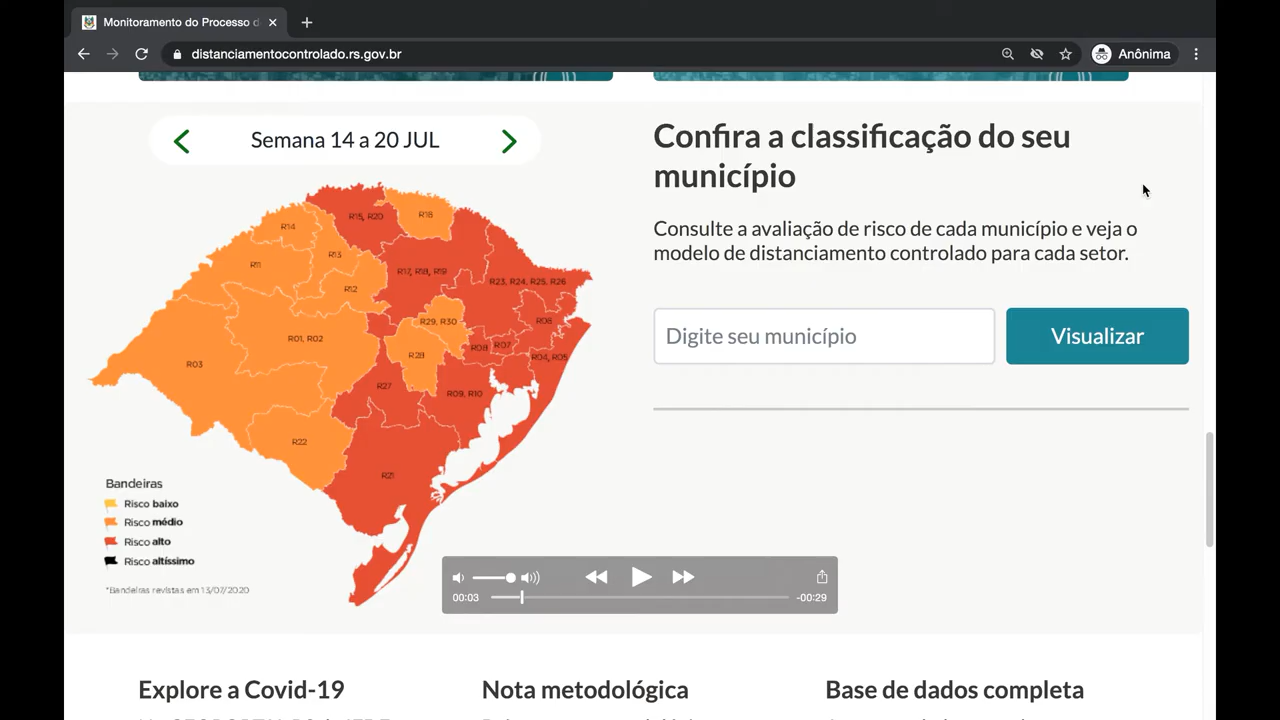 Monitoramento do Processo d
distanciamentocontrolado.rs.gov.br
Anônima
Semana 14 a 20 JUL
R15, R20
R18
R14
R13
R11
R17, R18, R19
R23, R24, R25, R26
R12
R29, R30
R06
R01, R02
R08
R07
R28
R04, R05
R03
R27
R09, R10
R22
R21
Bandeiras
Risco baixo
Risco médio
Risco alto
Risco altíssimo
*Bandeiras revistas em 13/07/2020
Confira a classificação do seu
município
Consulte a avaliação de risco de cada município e veja o
modelo de distanciamento controlado para cada setor.
Digite seu município
Visualizar
00:03
-00:29
Explore a Covid-19
Nota metodológica
Base de dados completa